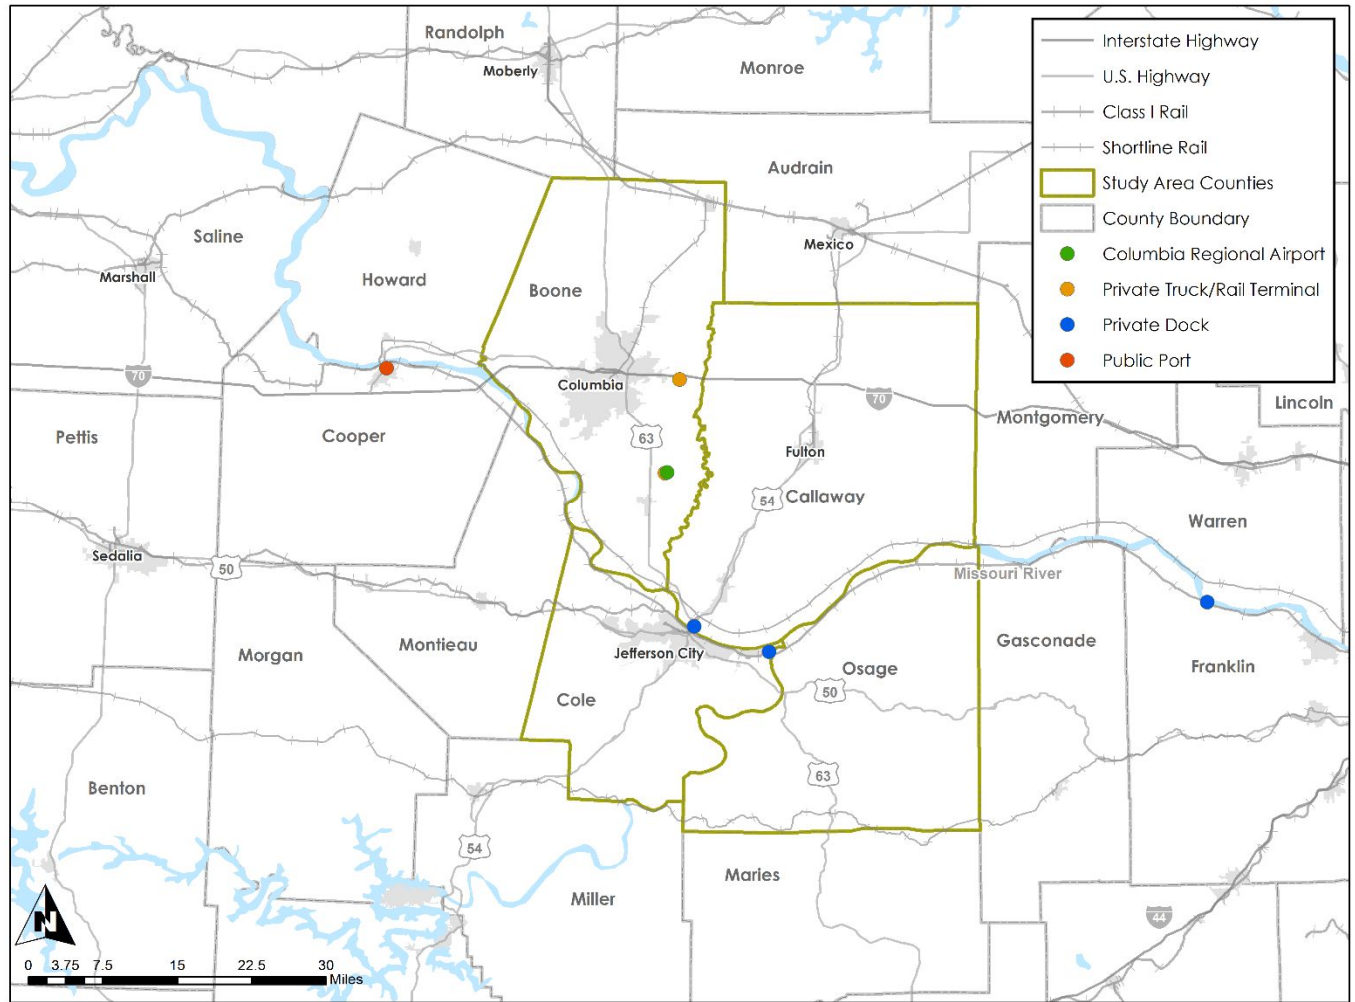 Randolph
Moberly
Monroe
Audrain
Saline
Mexico
Marshall
Howard
Boone
70
Columbia
70
Montgomery
Lincoln
Pettis
Cooper
63
Fulton
54
Callaway
Warren
Sedalia
50
Missouri River
Montieau
Jefferson City
Gasconade
Morgan
Osage
Franklin
50
Cole
63
Benton
54
Maries
Miller
44
N
0 3.75 7.5 15 22.5 30
Miles
Interstate Highway
U.S. Highway
Class I Rail
Shortline Rail
Study Area Counties
County Boundary
Columbia Regional Airport
Private Truck/Rail Terminal
Private Dock
Public Port